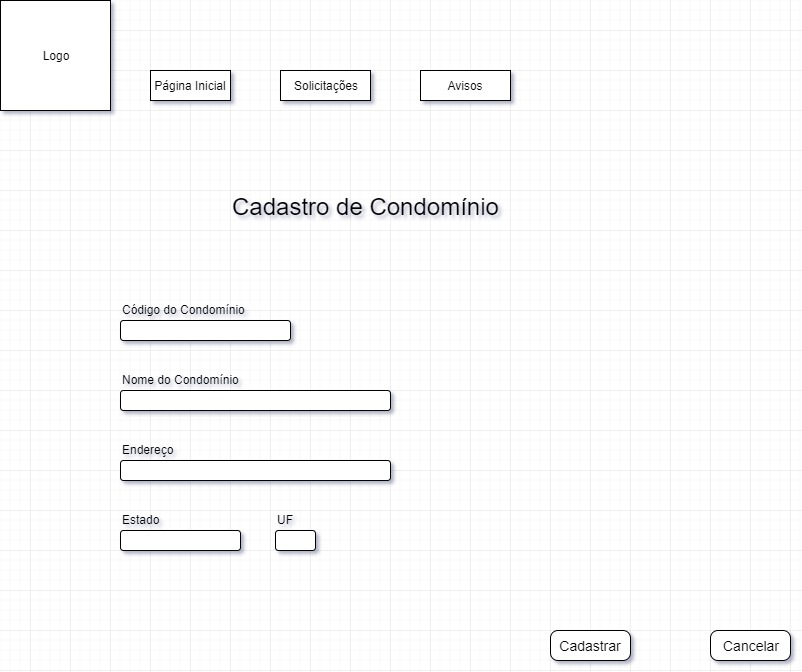 Logo
Página Inicial
Solicitações
Avisos
Cadastro de Condomínio
Código do Condomínio
Nome do Condomínio
Endereço
Estado
UF
Cadastrar
Cancelar